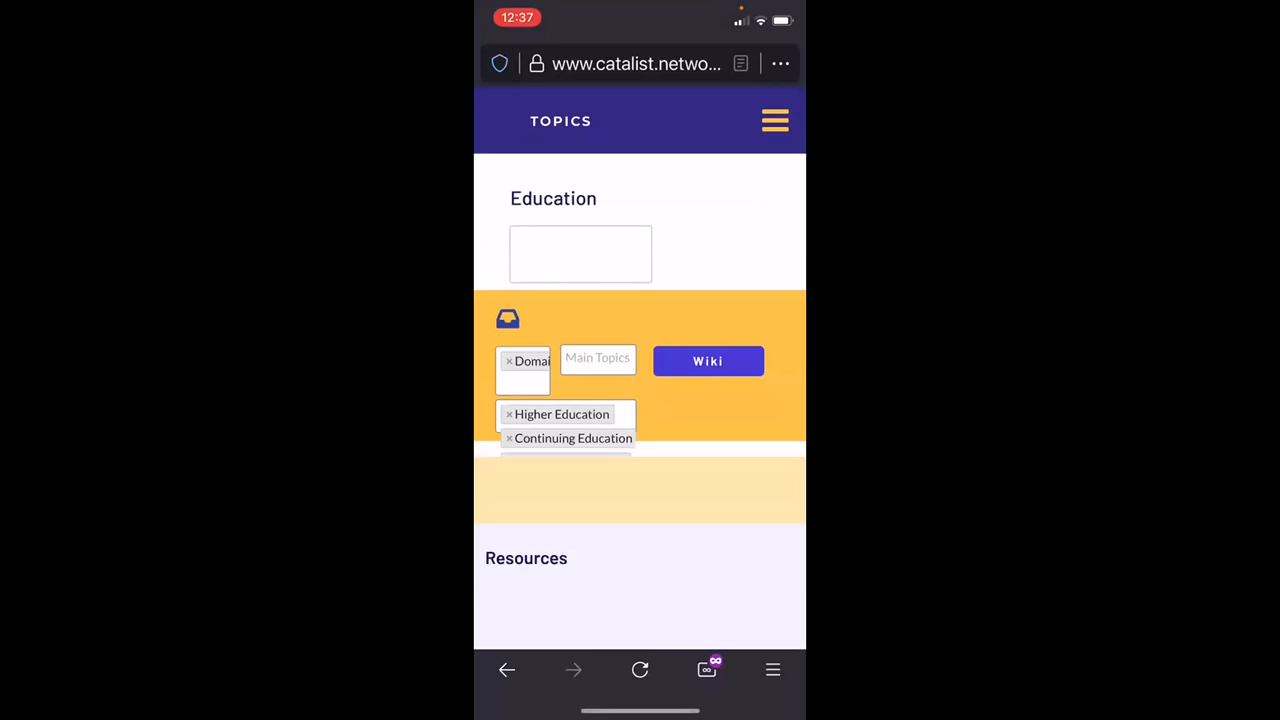 12:37
www.catalist.netwo...
TOPICS
Education
×Domai
Main Topics
Wiki
×Higher Education
×Continuing Education
Resources